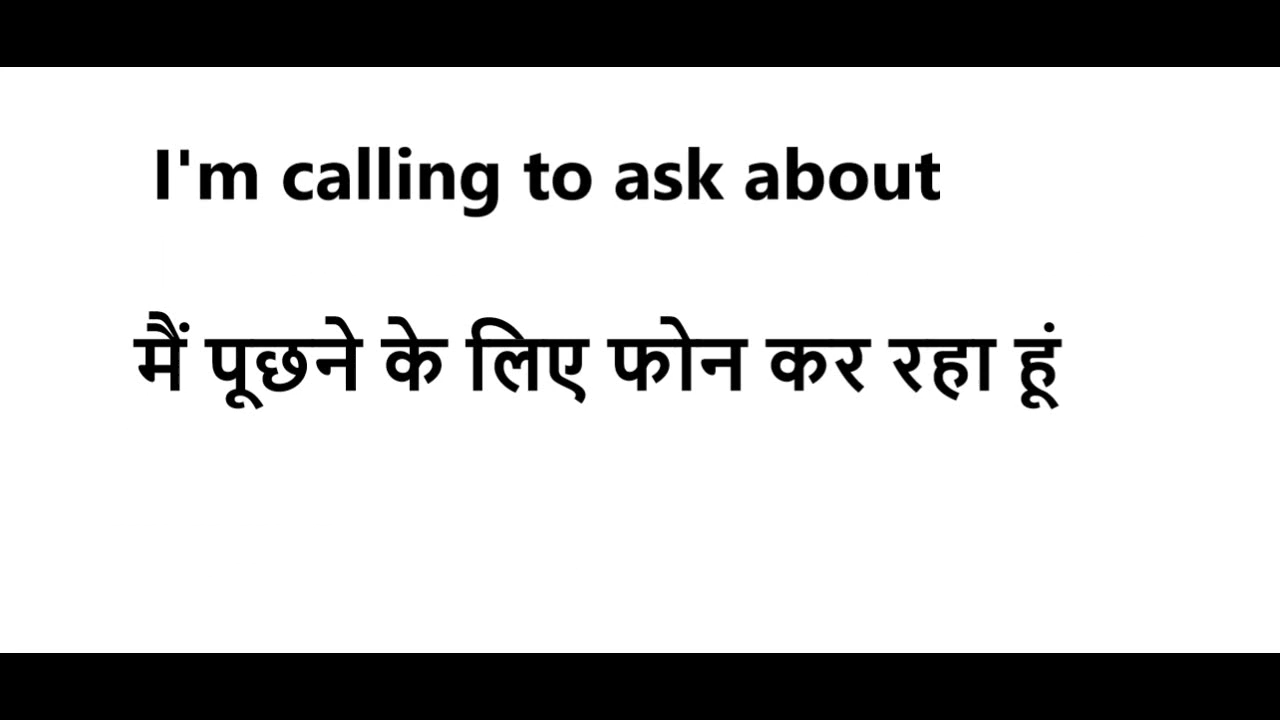 I'm calling to ask about
मैं पूछने के लिए फोन कर रहा हूं